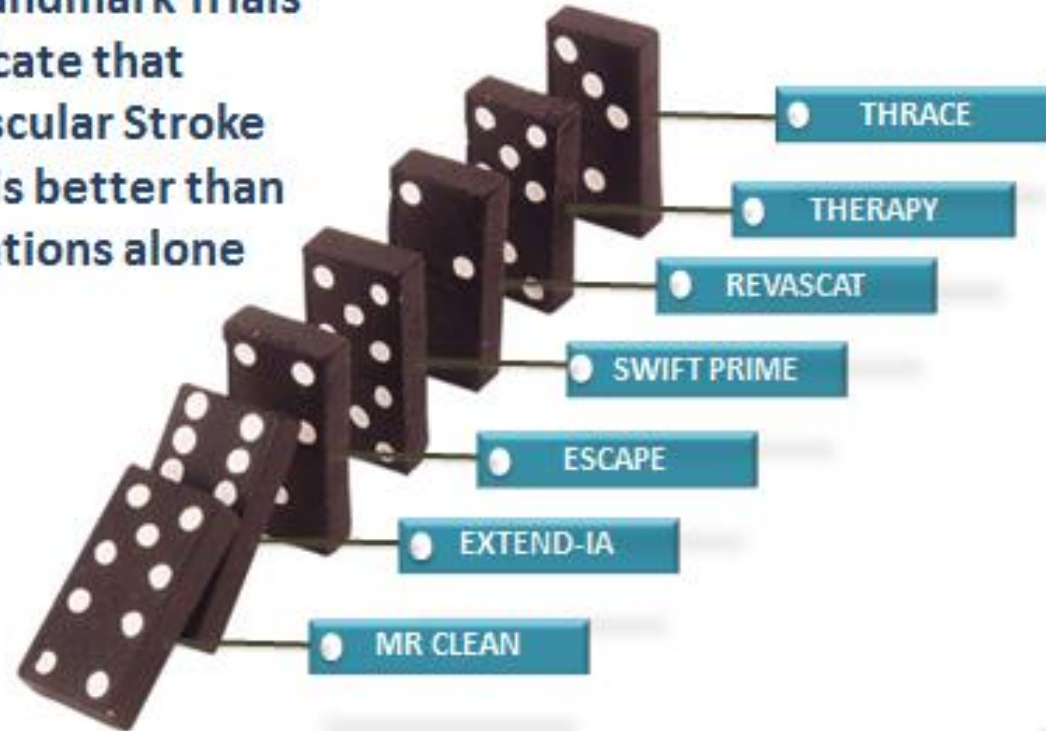 ndmark Trials
cate that
scular Stroke
s better than
ations alone
THRACE
THERAPY
REVASCAT
SWIFT PRIME
ESCAPE
EXTEND-IA
MR CLEAN